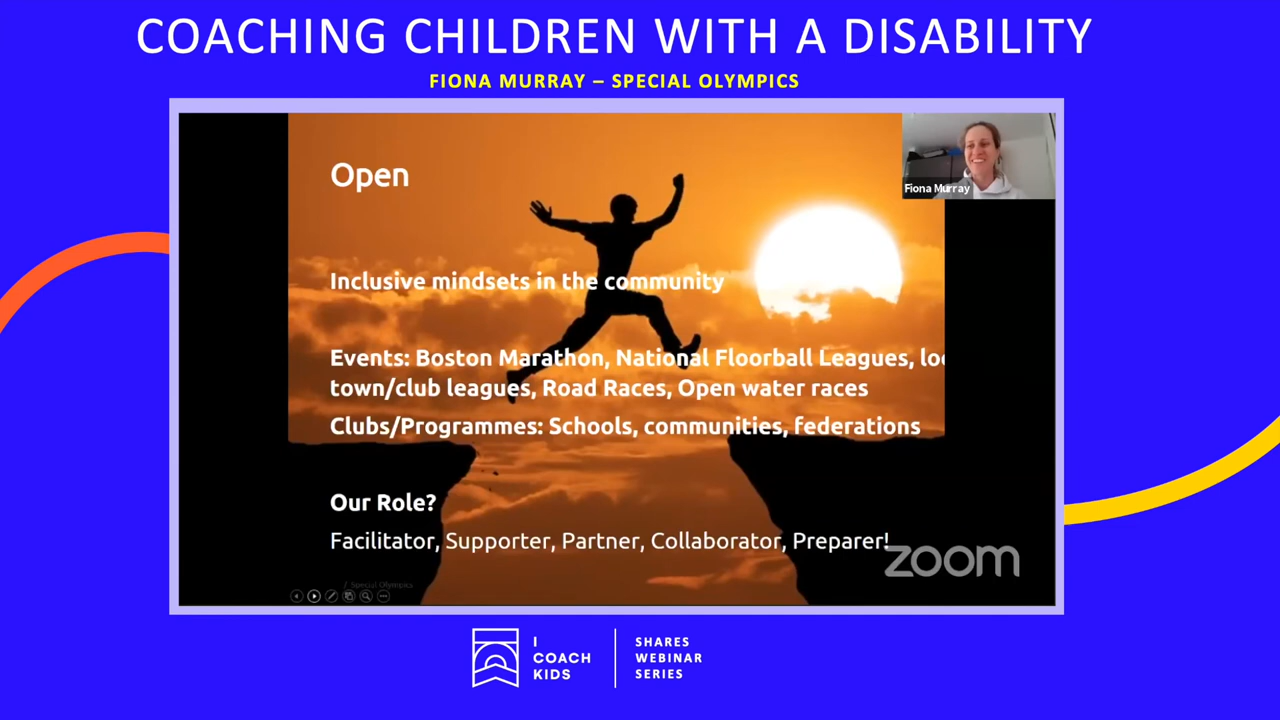 COACHING CHILDREN WITH A DISABILITY
FIONA MURRAY – SPECIAL OLYMPICS
Fiona Murray
Open
Inclusive mindsets in the community
Events: Boston Marathon, National Floorball Leagues,
town/club leagues, Road Races, Open water races
Clubs/Programmes: Schools, communities, federations
Our Role?
Facilitator, Supporter, Partner, Collaborator, Preparer!
zoom
/ Special Olympics
I
COACH
KIDS
SHARES
WEBINAR
SERIES